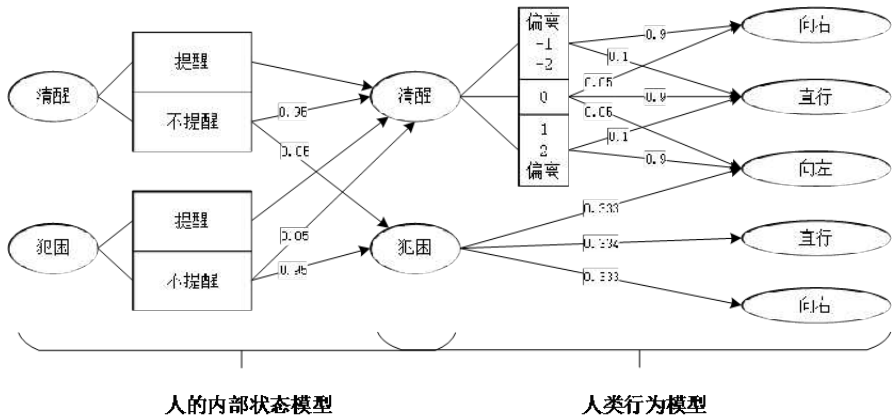 清醒
提醒
不提醒
0.95
0.05
犯困
提醒
不提醒
0.05
0.95
清醒
犯困
偏离
-1
-2
0
1
2
偏离
0.9
0.1
0.05
0.9
0.05
0.1
0.9
0.333
0.334
0.333
向右
直行
向左
直行
向右
人的内部状态模型
人类行为模型